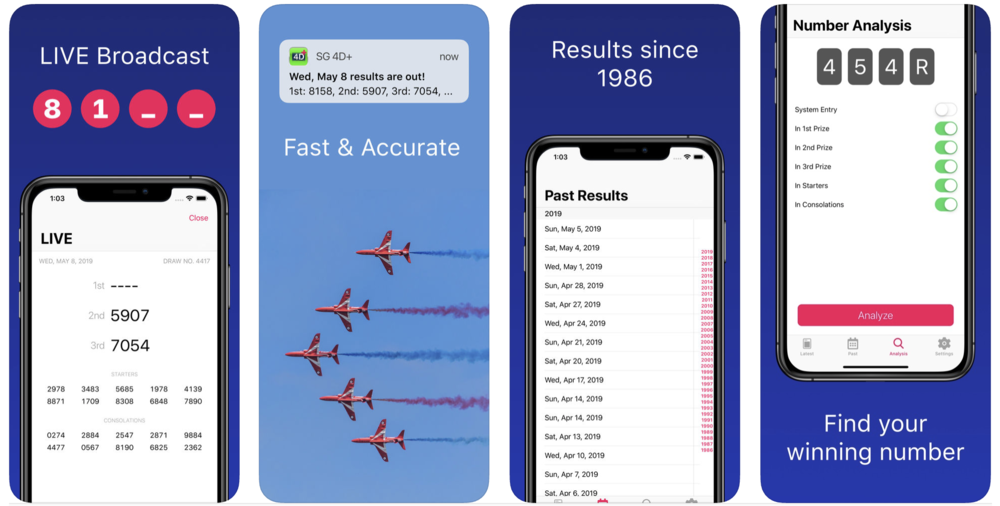 LIVE Broadcast
8 1 _ _
1:03
Close
LIVE
WED, MAY 8, 2019 DRAW NO. 4417
1st ----
2nd 5907
3rd 7054
STARTERS
2978 3483 5685 1978 4139
8871 1709 8308 6848 7890
CONSOLATIONS
0274 2884 2547 2871 9884
4477 0567 8190 6825 2362
4D SG 4D+ now
Wed, May 8 results are out!
1st: 8158, 2nd: 5907, 3rd: 7054, ...
Fast & Accurate
Results since
1986
1:03
Past Results
2019
Sun, May 5, 2019
Sat, May 4, 2019
Wed, May 1, 2019
Sun, Apr 28, 2019
Sat, Apr 27, 2019
Wed, Apr 24, 2019
Sun, Apr 21, 2019
Sat, Apr 20, 2019
Wed, Apr 17, 2019
Sun, Apr 14, 2019
Sun, Apr 14, 2019
Sat, Apr 13, 2019
Wed, Apr 10, 2019
Sun, Apr 7, 2019
Sat, Apr 6, 2019
2019
2018
2017
2016
2015
2014
2013
2012
2011
2010
2009
2008
2007
2006
2005
2004
2003
2002
2001
2000
1999
1998
1997
1996
1995
1994
1993
1992
1991
1990
1989
1988
1987
1986
Number Analysis
4 5 4 R
System Entry
In 1st Prize
In 2nd Prize
In 3rd Prize
In Starters
In Consolations
Analyze
Latest Past Analysis Settings
Find your
winning number